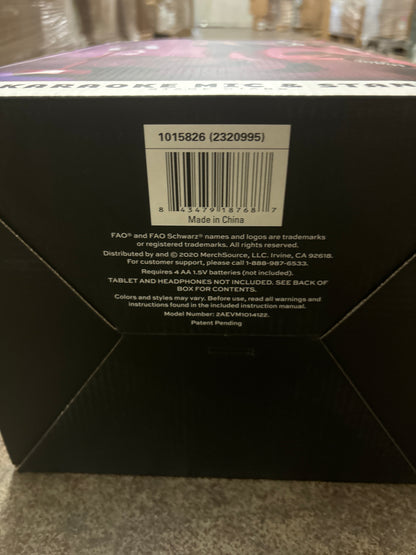 KARAOKE MIC & STAN
1015826 (2320995)
8 43479 18768 7
Made in China
FAO® and FAO Schwarz® names and logos are trademarks
or registered trademarks. All rights reserved.
Distributed by and © 2020 MerchSource, LLC. Irvine, CA 92618.
For customer support, please call 1-888-987-6533.
Requires 4 AA 1.5V batteries (not included).
TABLET AND HEADPHONES NOT INCLUDED. SEE BACK OF
BOX FOR CONTENTS.
Colors and styles may vary. Before use, read all warnings and
instructions found in the included instruction manual.
Model Number: 2AEVM1014122.
Patent Pending